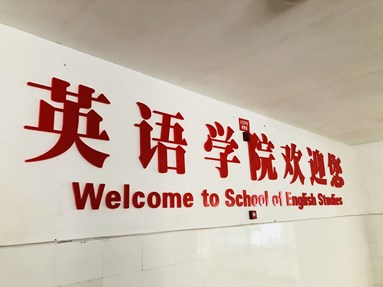 英语学院欢迎您
Welcome to School of English Studies